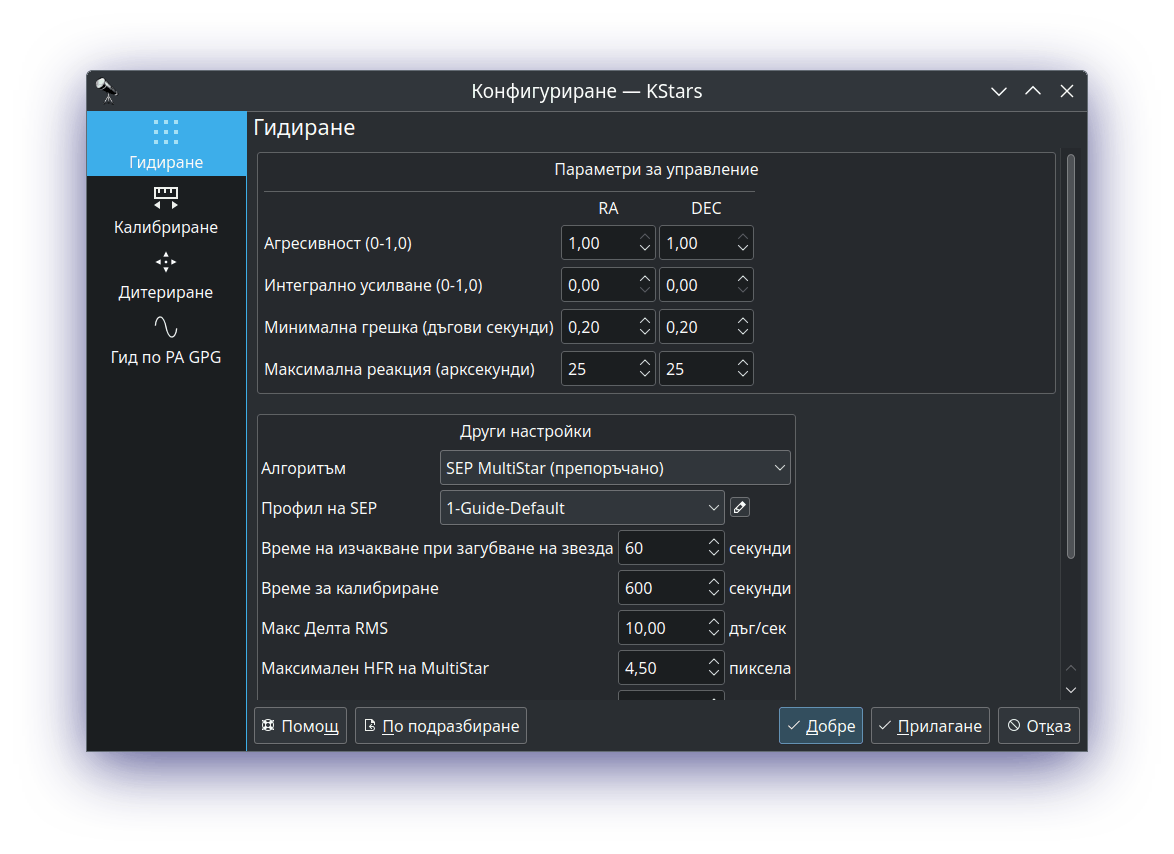 Конфигуриране — KStars
Гидиране
Калибриране
Дитериране
Гид по РА GPG
Гидиране
Параметри за управление
RA DEC
Агресивност (0-1,0) 1,00 1,00
Интегрално усилване (0-1,0) 0,00 0,00
Минимална грешка (дъгови секунди) 0,20 0,20
Максимална реакция (арксекунди) 25 25
Други настройки
Алгоритъм SEP MultiStar (препоръчано)
Профил на SEP 1-Guide-Default
Време на изчакване при загубване на звезда 60 секунди
Време за калибриране 600 секунди
Макс Делта RMS 10,00 дъг/сек
Максимален HFR на MultiStar 4,50 пиксела
Помощ По подразбиране Добре Прилагане Отказ